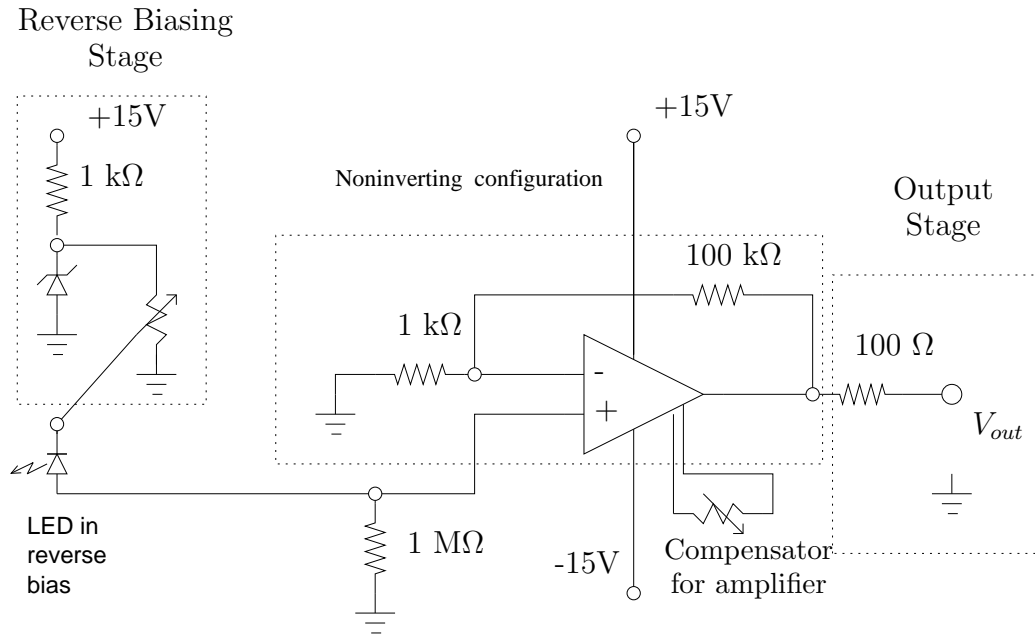 Reverse Biasing
Stage
+15V
1 kΩ
LED in
reverse
bias
Noninverting configuration
+15V
100 kΩ
1 kΩ
-
+
1 MΩ
-15V
Compensator
for amplifier
Output
Stage
100 Ω
Vout